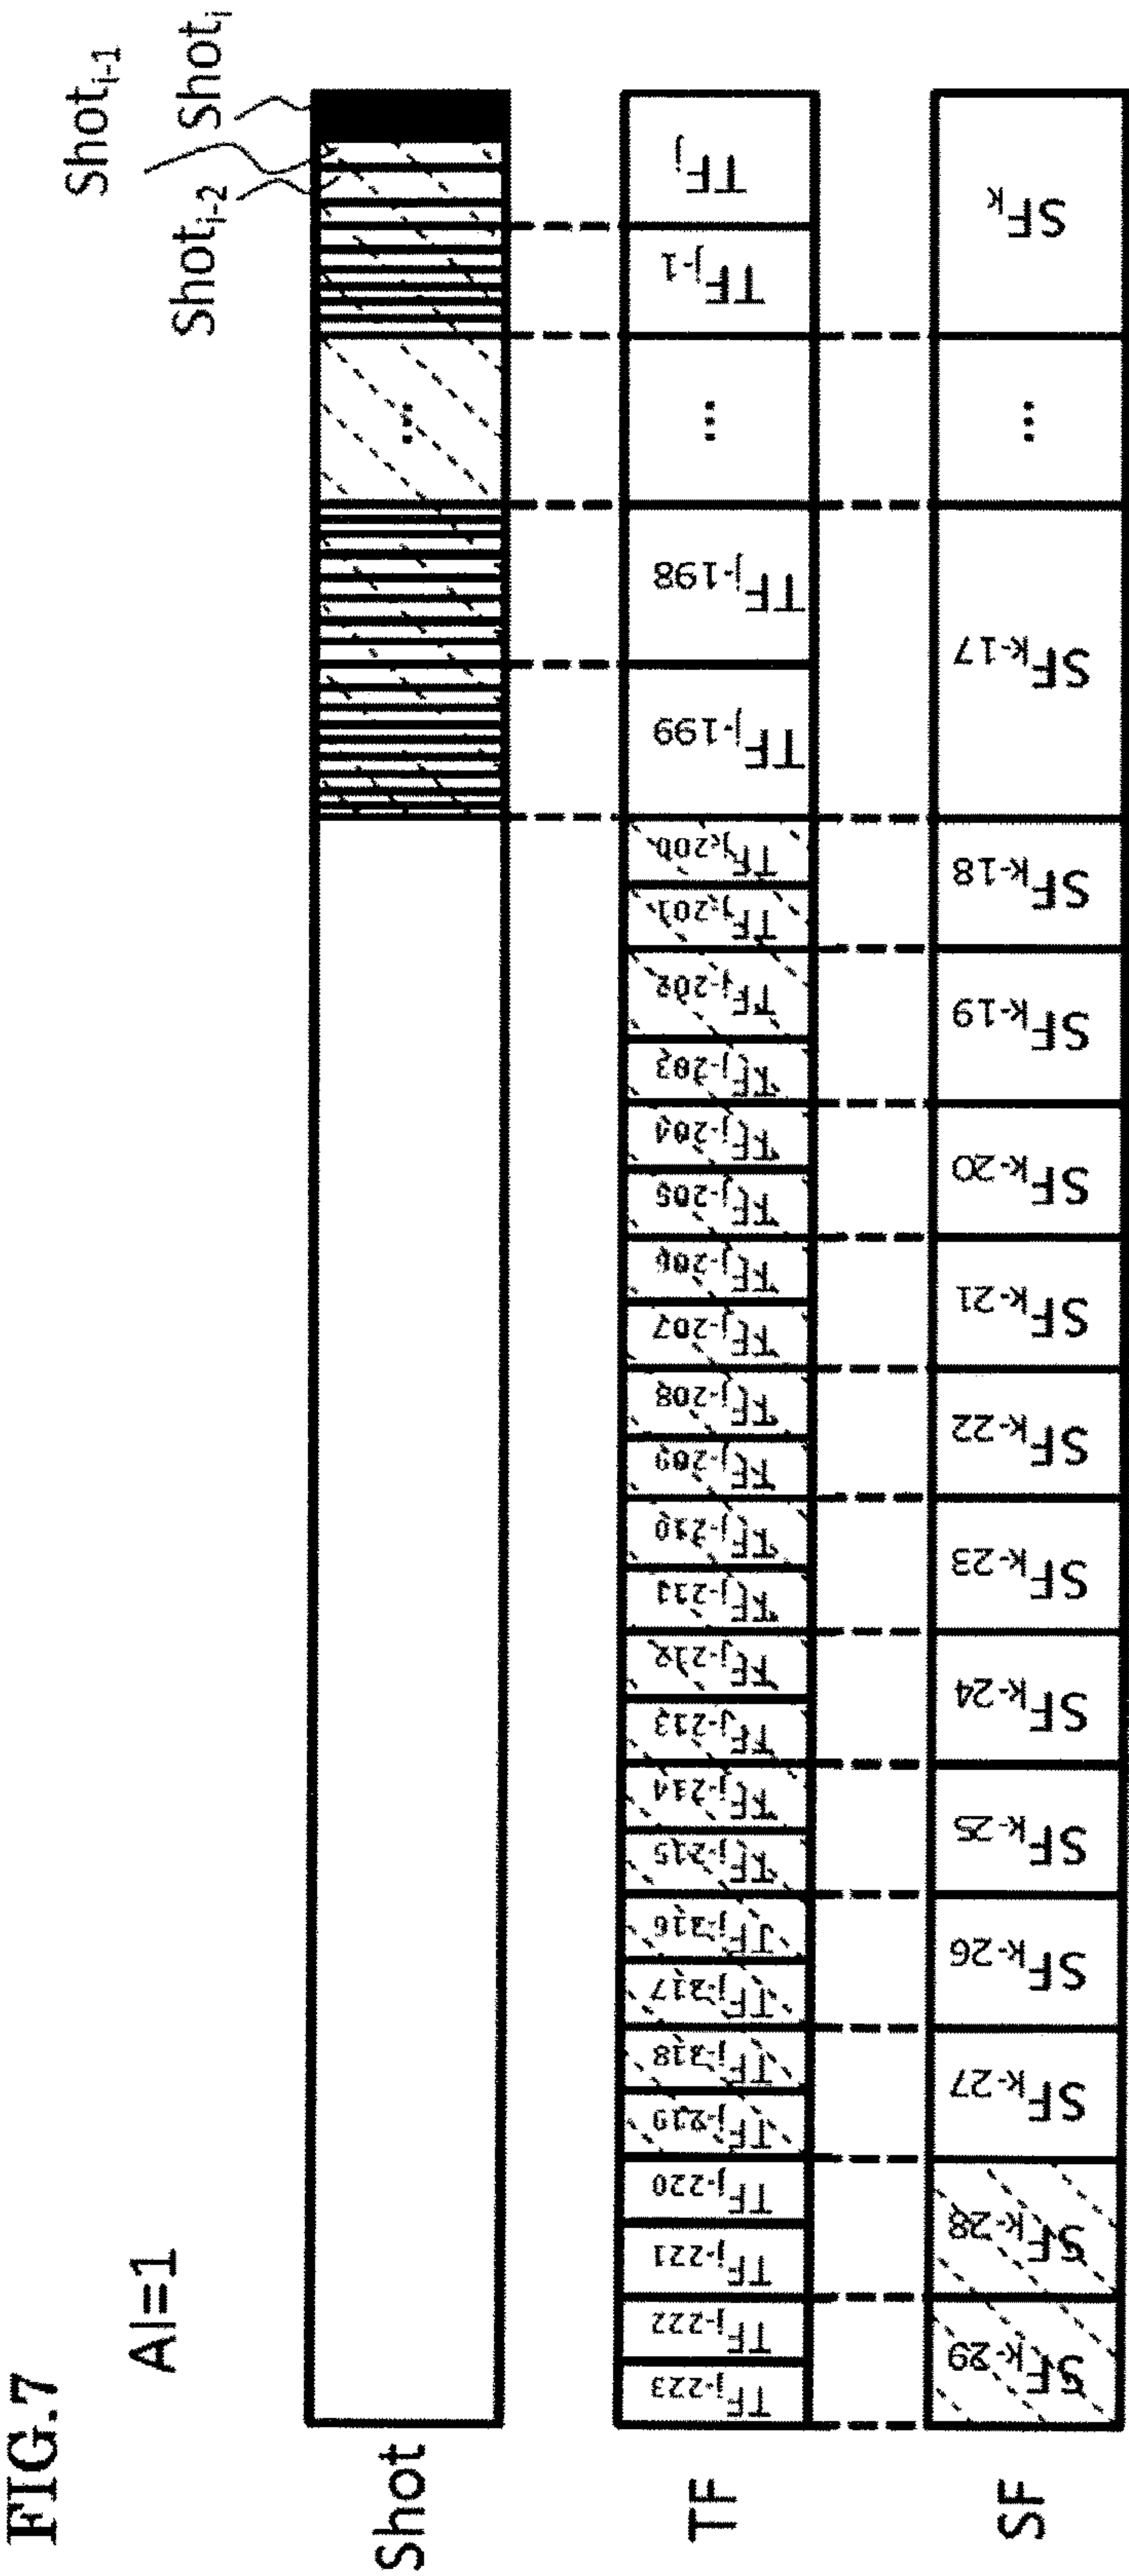 FIG.7
AI=1
Shot
...
Shot_{i-2}
Shot_{i-1}
Shot_i
TF
TF_{j-223}
TF_{j-222}
TF_{j-221}
TF_{j-220}
TF_{j-219}
TF_{j-218}
TF_{j-217}
TF_{j-216}
TF_{j-215}
TF_{j-214}
TF_{j-213}
TF_{j-212}
TF_{j-211}
TF_{j-210}
TF_{j-209}
TF_{j-208}
TF_{j-207}
TF_{j-206}
TF_{j-205}
TF_{j-204}
TF_{j-203}
TF_{j-202}
TF_{j-201}
TF_{j-200}
TF_{j-199}
TF_{j-198}
...
TF_{j-1}
TF_j
SF
SF_{k-29}
SF_{k-28}
SF_{k-27}
SF_{k-26}
SF_{k-25}
SF_{k-24}
SF_{k-23}
SF_{k-22}
SF_{k-21}
SF_{k-20}
SF_{k-19}
SF_{k-18}
SF_{k-17}
...
SF_k